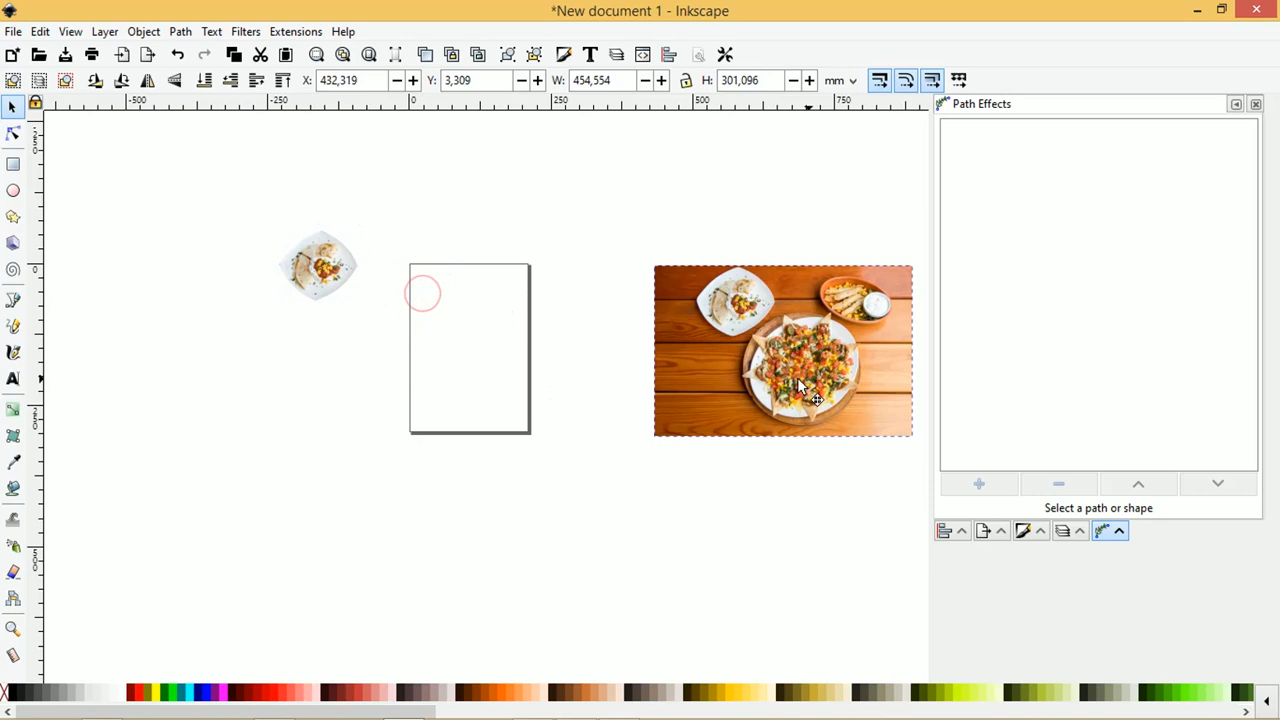 *New document 1 - Inkscape
File Edit View Layer Object Path Text Filters Extensions Help
X: 432,319 Y: 3,309 W: 454,554 H: 301,096 mm
-500 -250 0 250 500 750
Path Effects
0
Select a path or shape